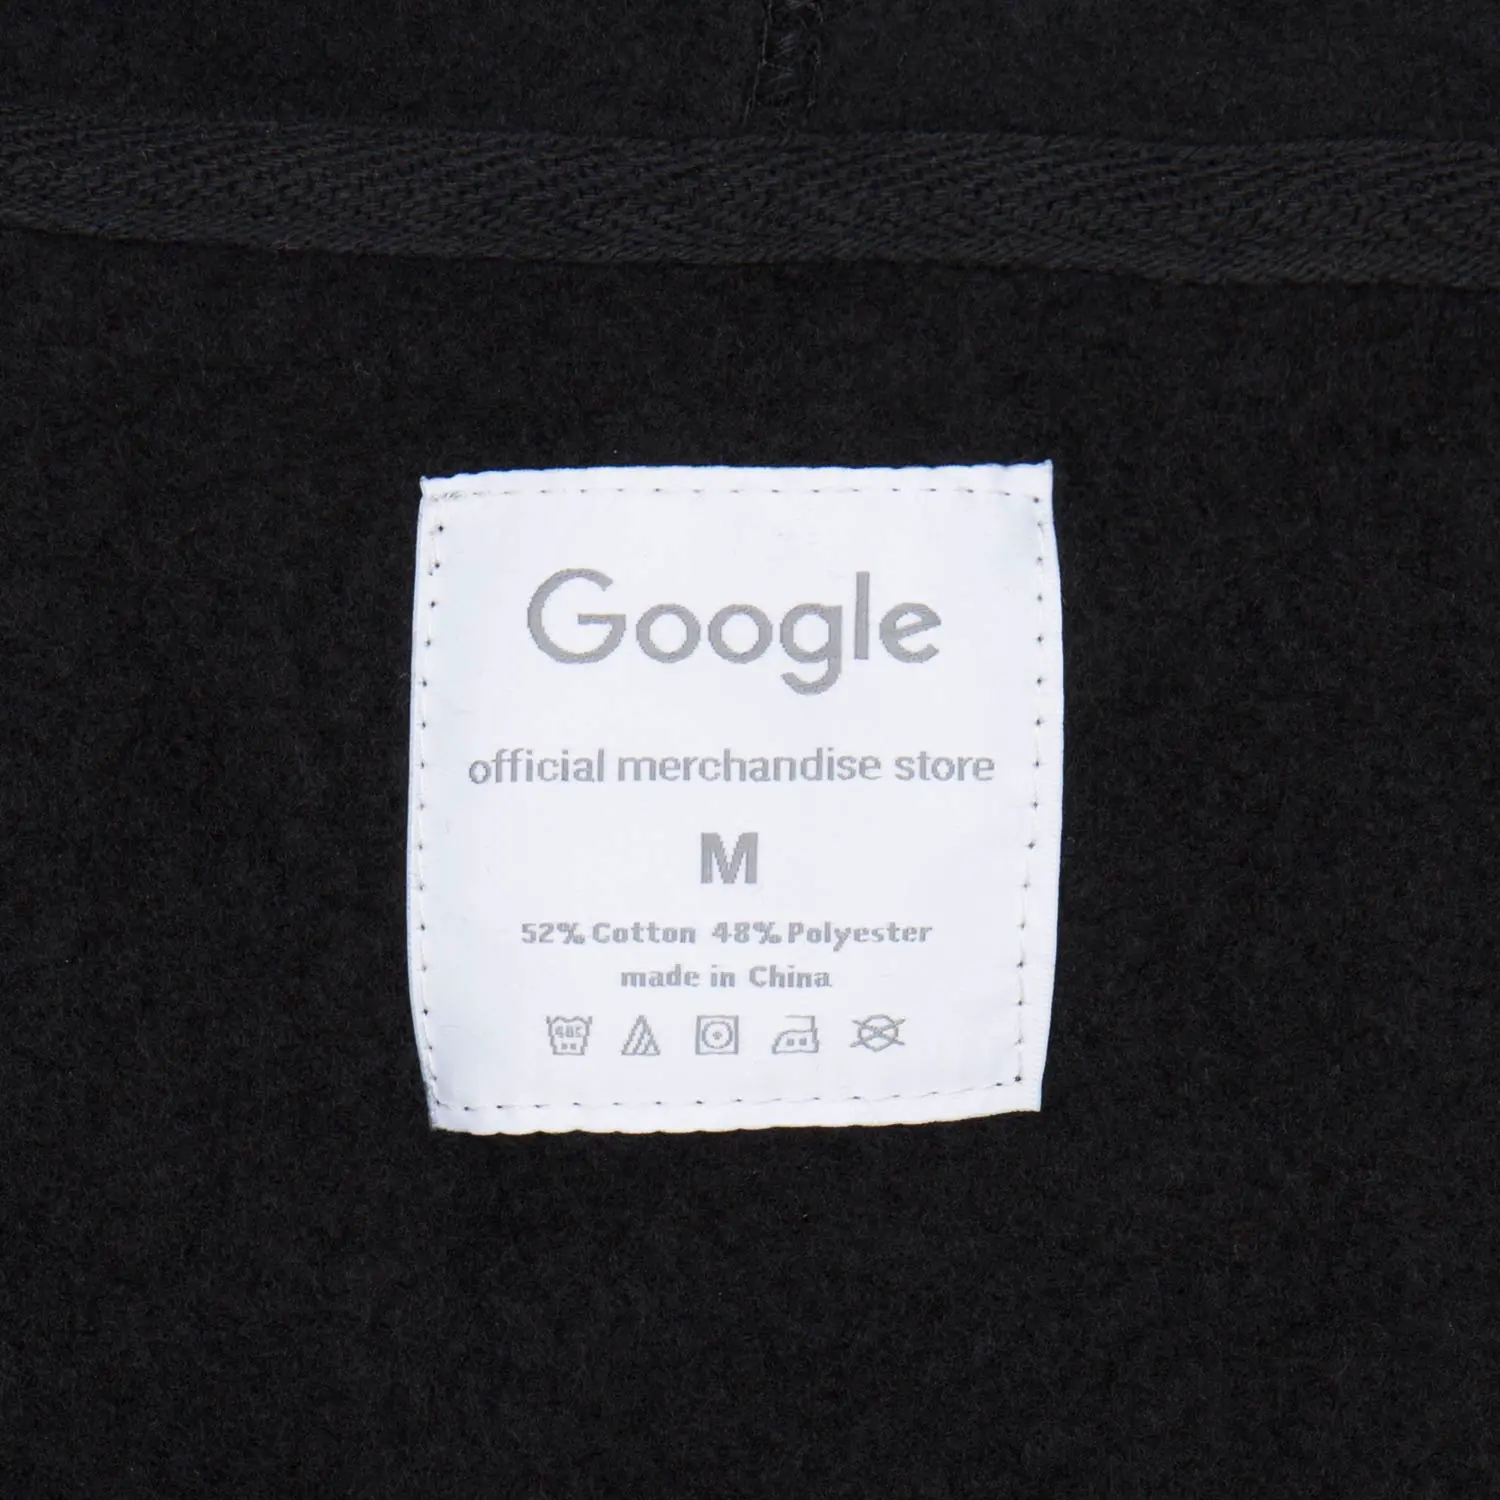 Google
official merchandise store
M
52% Cotton 48% Polyester
made in China